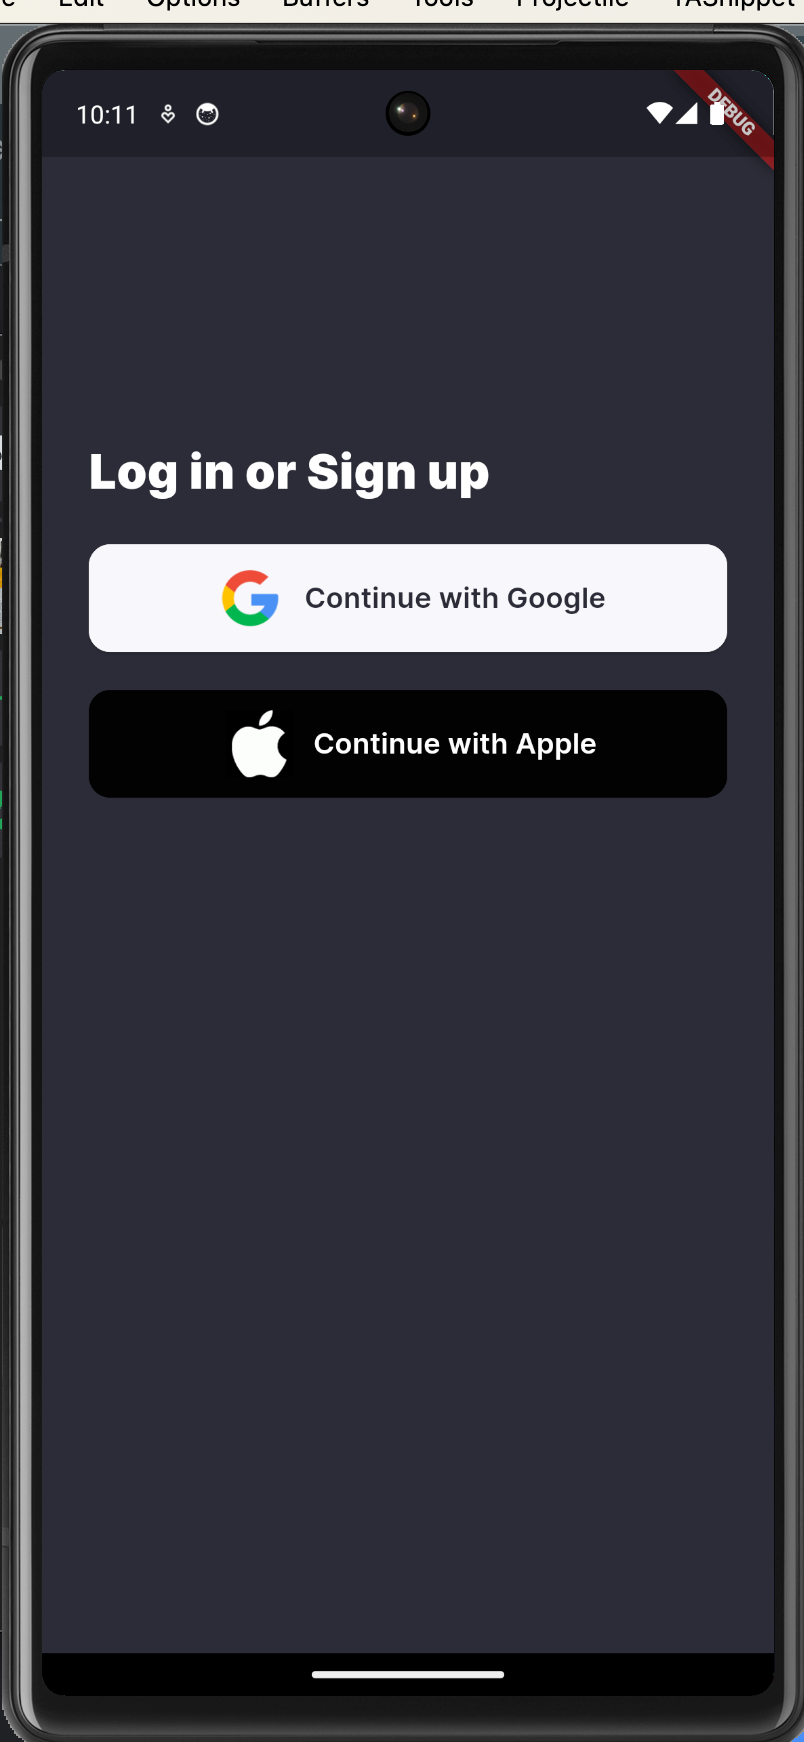 Edit Options Buffers Tools Projectile YASnippet
10:11
DEBUG
Log in or Sign up
Continue with Google
Continue with Apple